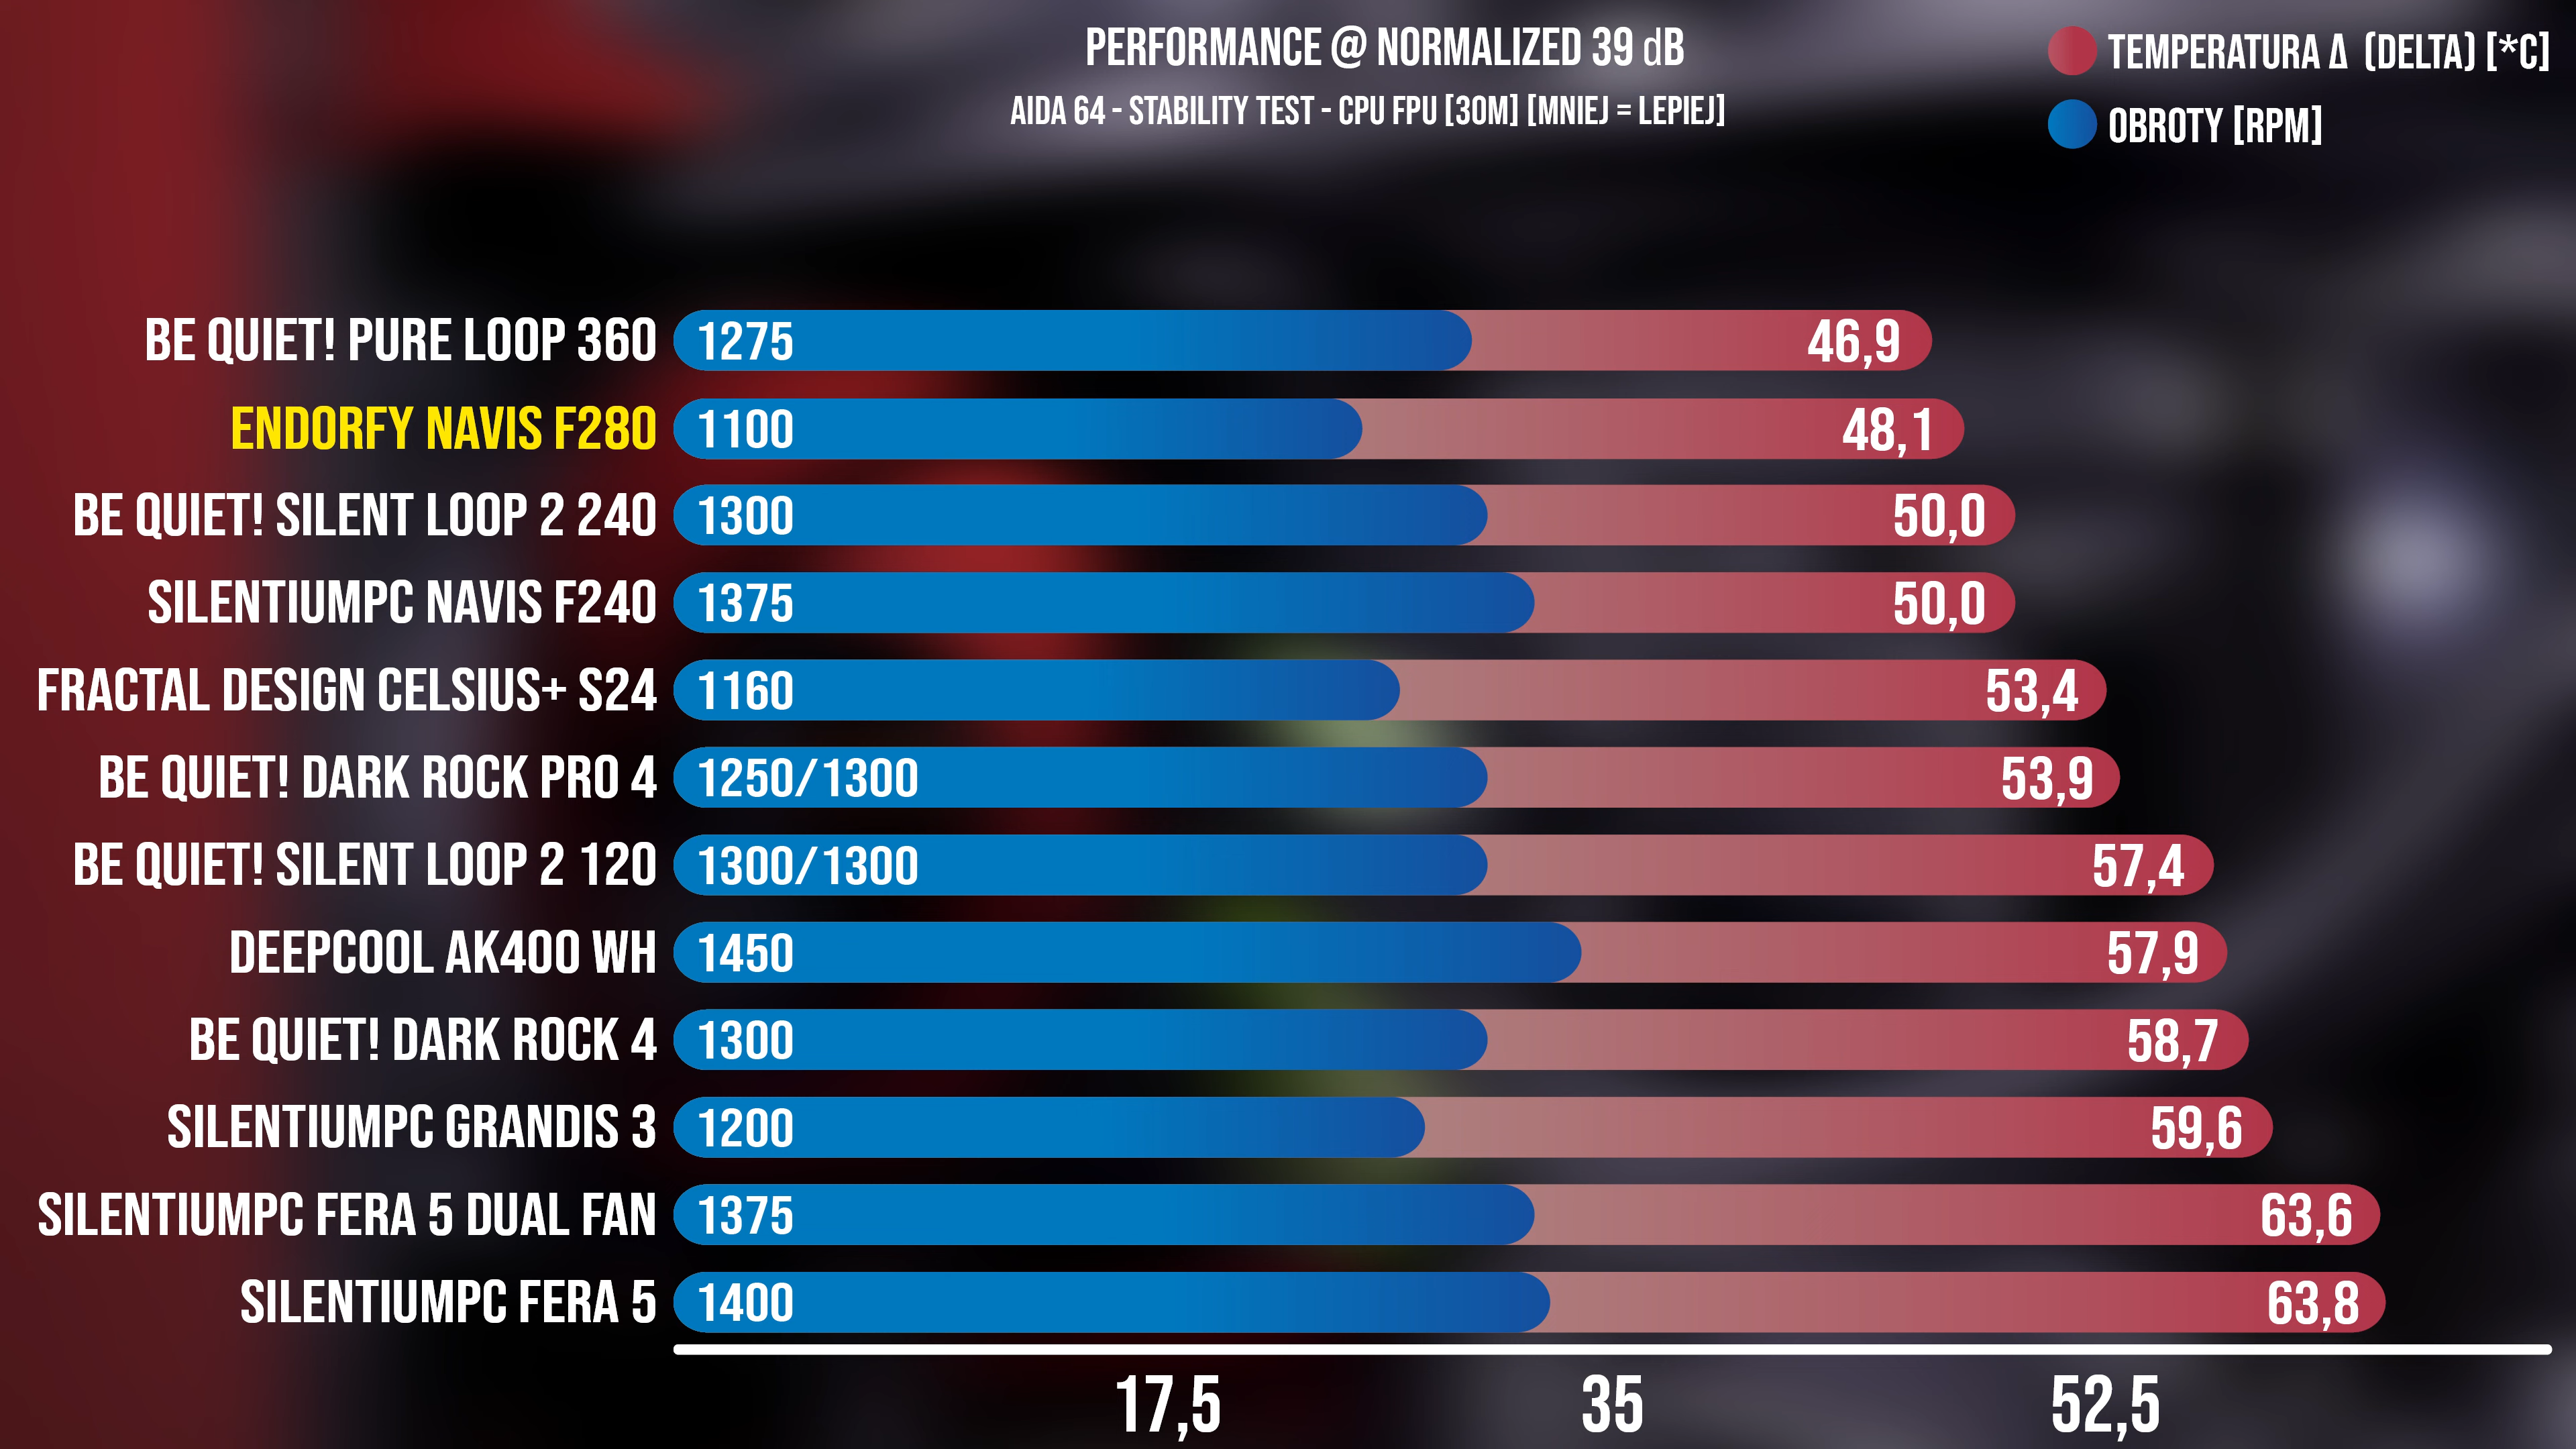 PERFORMANCE @ NORMALIZED 39 dB
AIDA 64 - STABILITY TEST - CPU FPU [30M] [MNIEJ = LEPIEJ]
TEMPERATURA Δ (DELTA) [*C]
OBROTY [RPM]
BE QUIET! PURE LOOP 360 1275 46,9
ENDORFY NAVIS F280 1100 48,1
BE QUIET! SILENT LOOP 2 240 1300 50,0
SILENTIUMPC NAVIS F240 1375 50,0
FRACTAL DESIGN CELSIUS+ S24 1160 53,4
BE QUIET! DARK ROCK PRO 4 1250/1300 53,9
BE QUIET! SILENT LOOP 2 120 1300/1300 57,4
DEEPCOOL AK400 WH 1450 57,9
BE QUIET! DARK ROCK 4 1300 58,7
SILENTIUMPC GRANDIS 3 1200 59,6
SILENTIUMPC FERA 5 DUAL FAN 1375 63,6
SILENTIUMPC FERA 5 1400 63,8
17,5 35 52,5